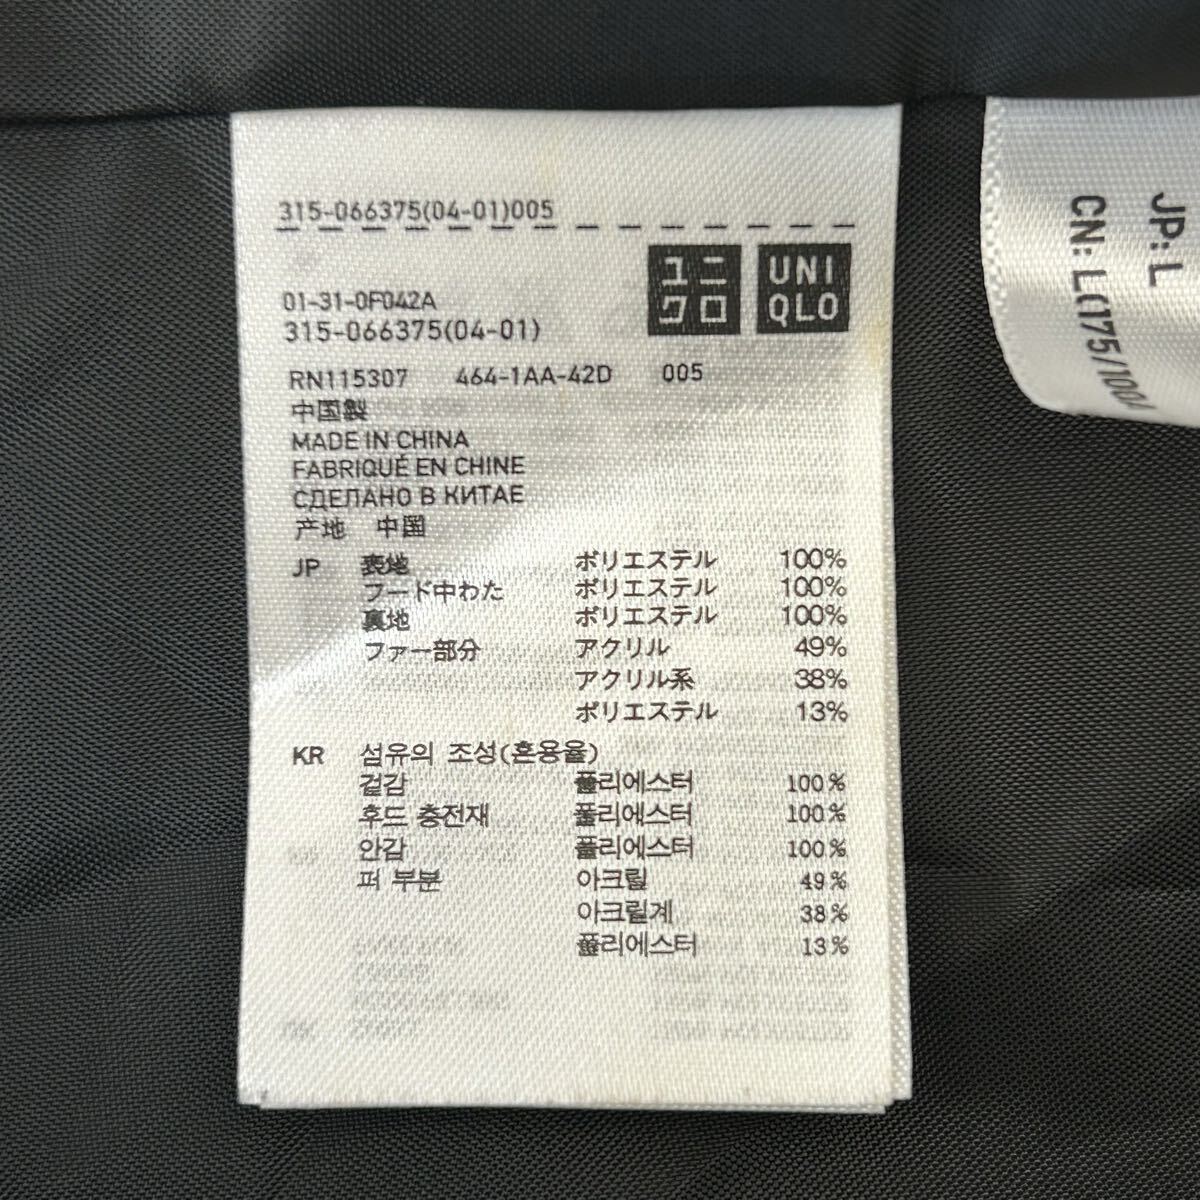 315-066375(04-01)005
ユニクロ
UNIQLO
01-31-0F042A
315-066375(04-01)
RN115307 464-1AA-42D 005
中国製
MADE IN CHINA
FABRIQUÉ EN CHINE
СДЕЛАНО В КИТАЕ
产地 中国
JP 表地 ポリエステル 100%
フード中わた ポリエステル 100%
裏地 ポリエステル 100%
ファー部分 アクリル 49%
アクリル系 38%
ポリエステル 13%
KR 섬유의 조성(혼용율)
겉감 폴리에스터 100%
후드 충전재 폴리에스터 100%
안감 폴리에스터 100%
퍼 부분 아크릴 49%
아크릴계 38%
폴리에스터 13%
JP: L
CN: L(175/100